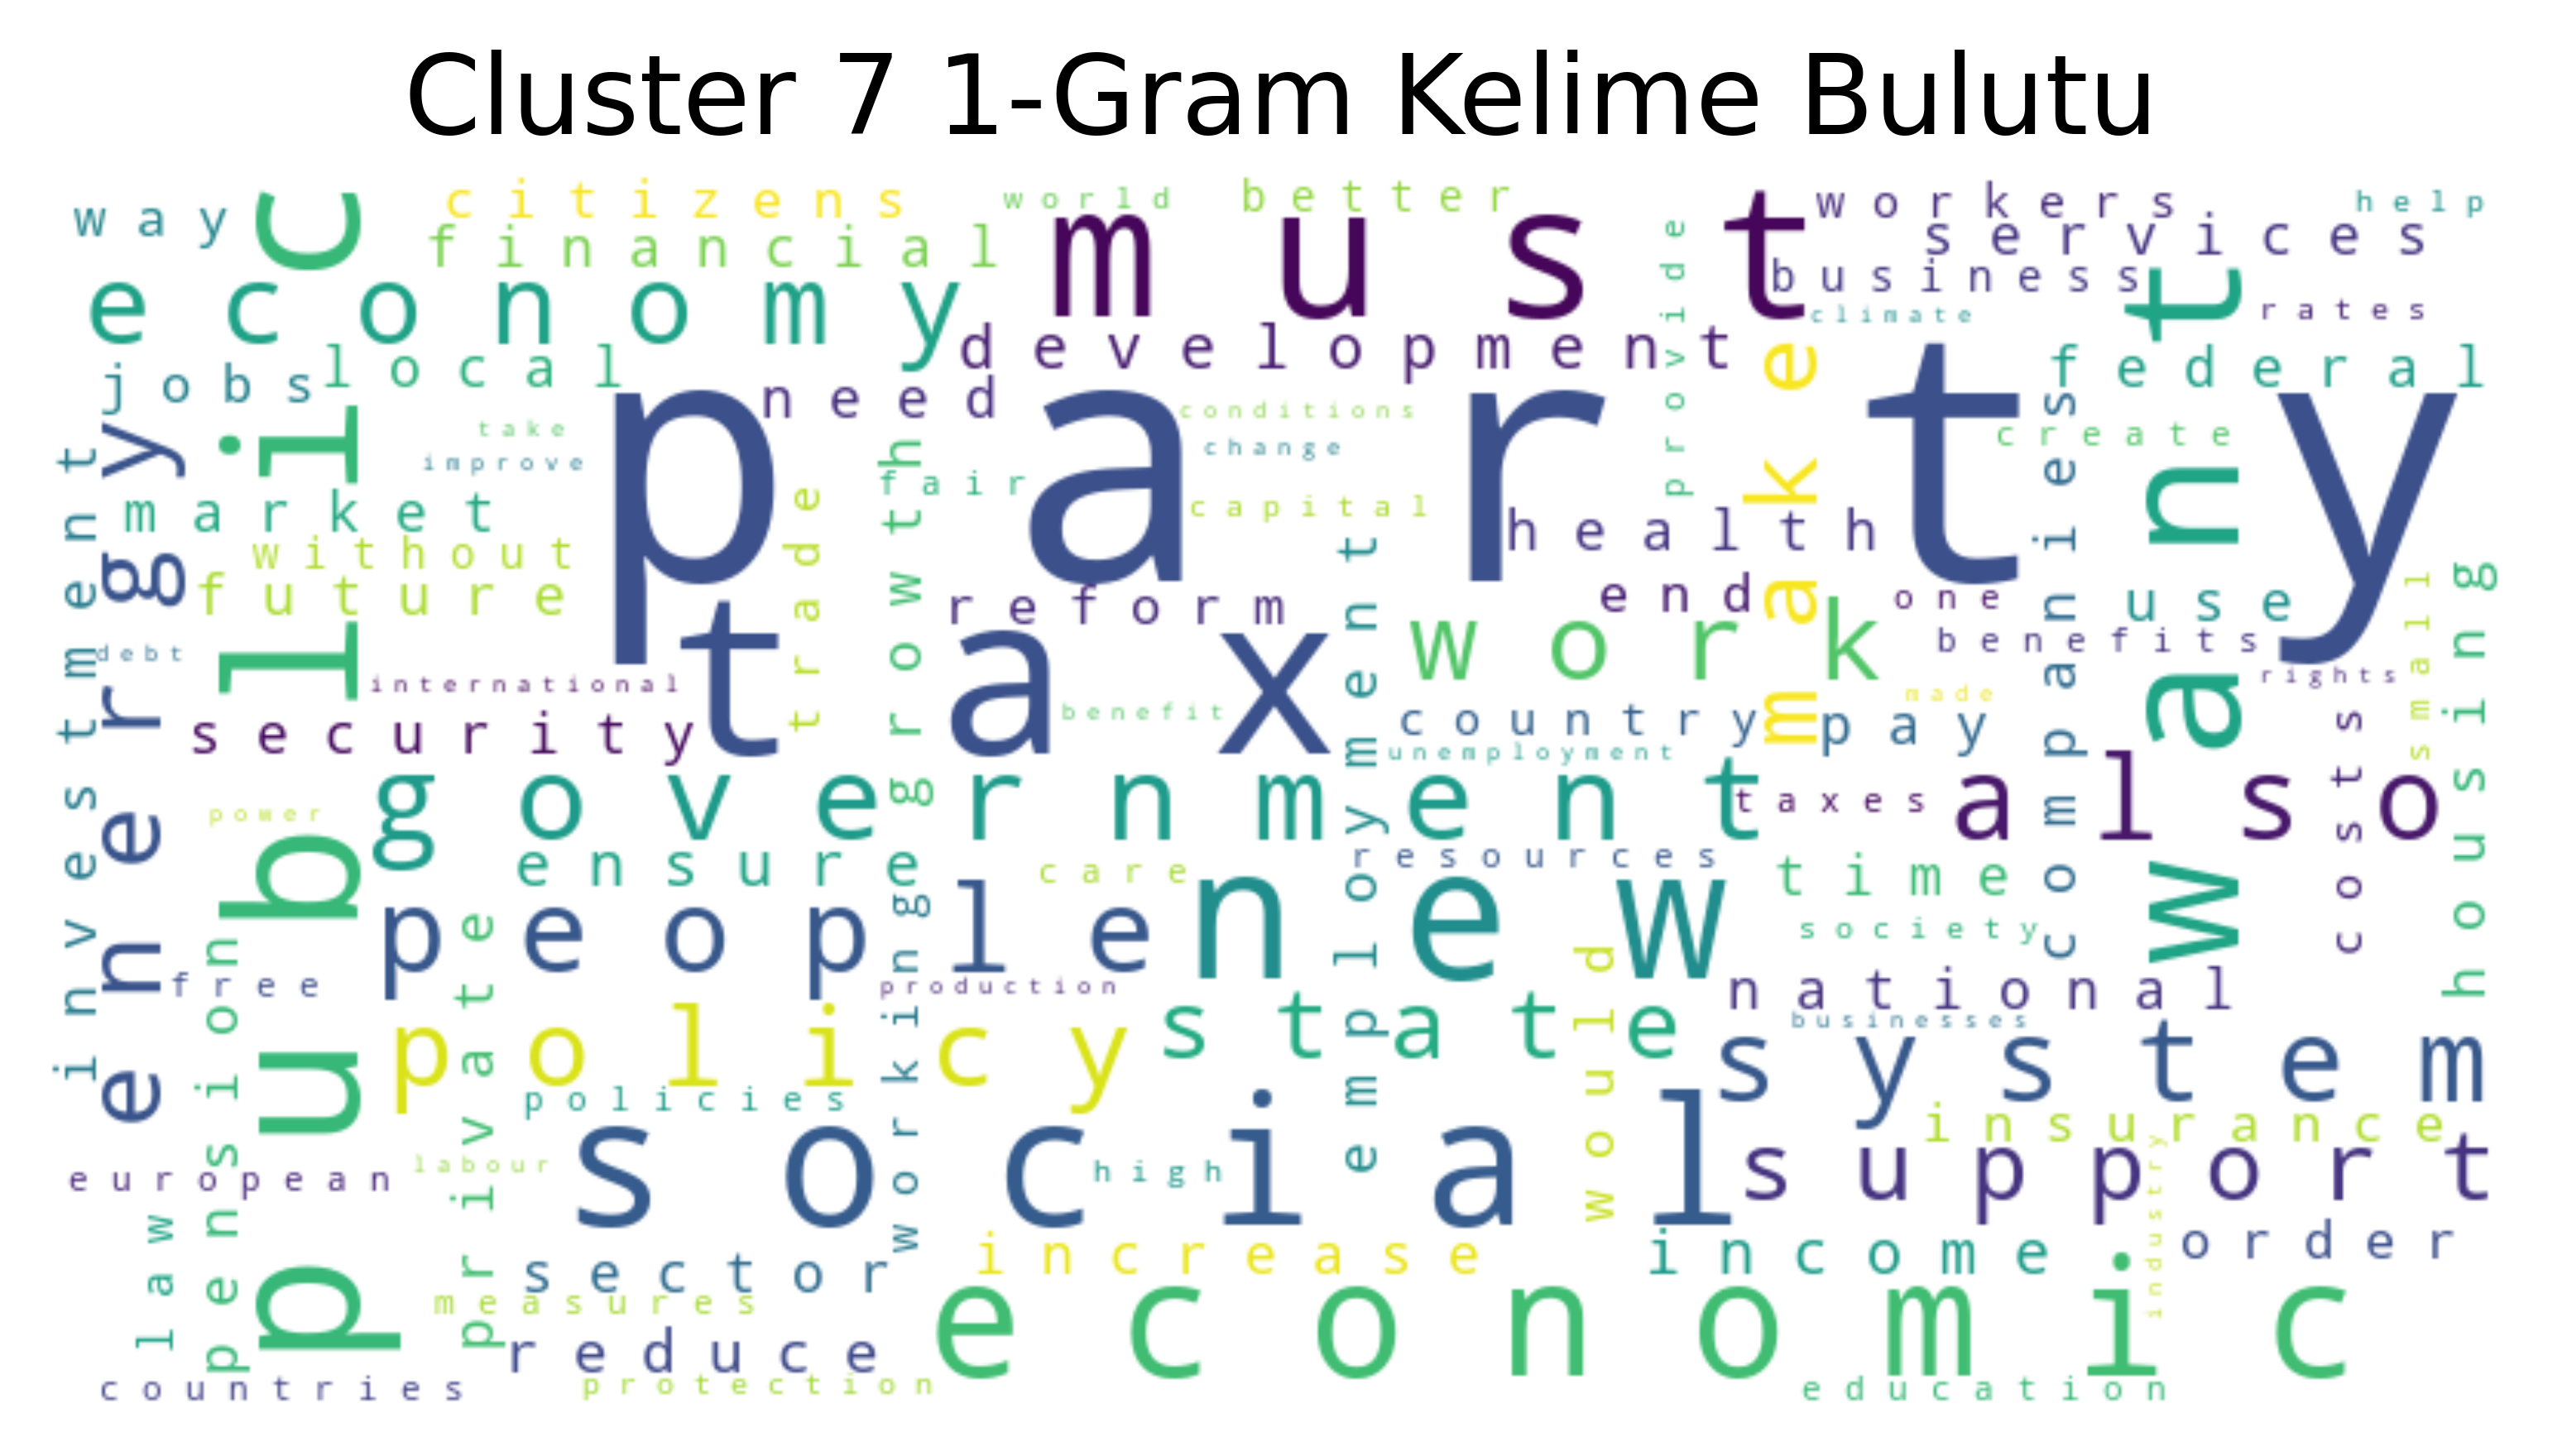 Cluster 7 1-Gram Kelime Bulutu
way
citizens
world
better
must
workers
help
financial
services
economy
business
provide
climate
rates
development
jobs
local
need
federal
party
conditions
take
improve
change
create
market
fair
capital
make
health
without
future
trade
growth
reform
end
one
use
energy
investment
work
benefits
companies
want
small
housing
debt
international
tax
rights
made
security
benefit
country
pay
unemployment
public
power
government
taxes
also
costs
ensure
care
resources
time
employment
people
new
society
free
production
national
private
pension
working
policy
state
would
businesses
system
policies
social
insurance
european
labour
high
support
industry
law
sector
increase
income
order
measures
reduce
economic
countries
protection
education